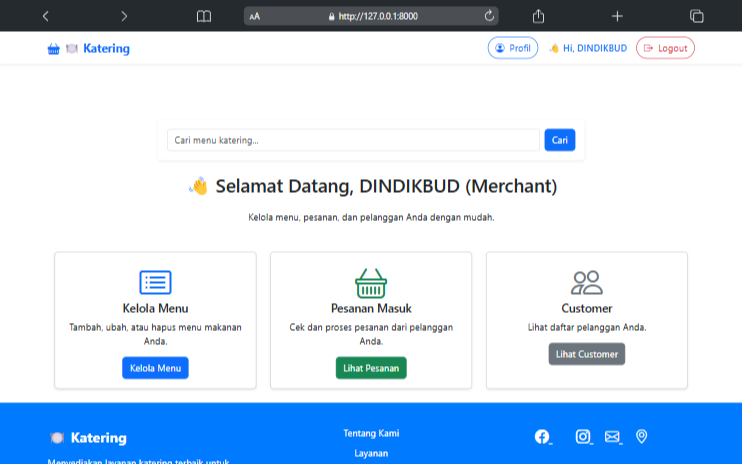 AA http://127.0.0.1:8000
Katering Profil Hi, DINDIKBUD Logout
Cari menu katering... Cari
Selamat Datang, DINDIKBUD (Merchant)
Kelola menu, pesanan, dan pelanggan Anda dengan mudah.
Kelola Menu
Tambah, ubah, atau hapus menu makanan
Anda.
Kelola Menu
Pesanan Masuk
Cek dan proses pesanan dari pelanggan
Anda.
Lihat Pesanan
Customer
Lihat daftar pelanggan Anda.
Lihat Customer
Katering
Menyediakan layanan katering terbaik untuk
Tentang Kami
Layanan